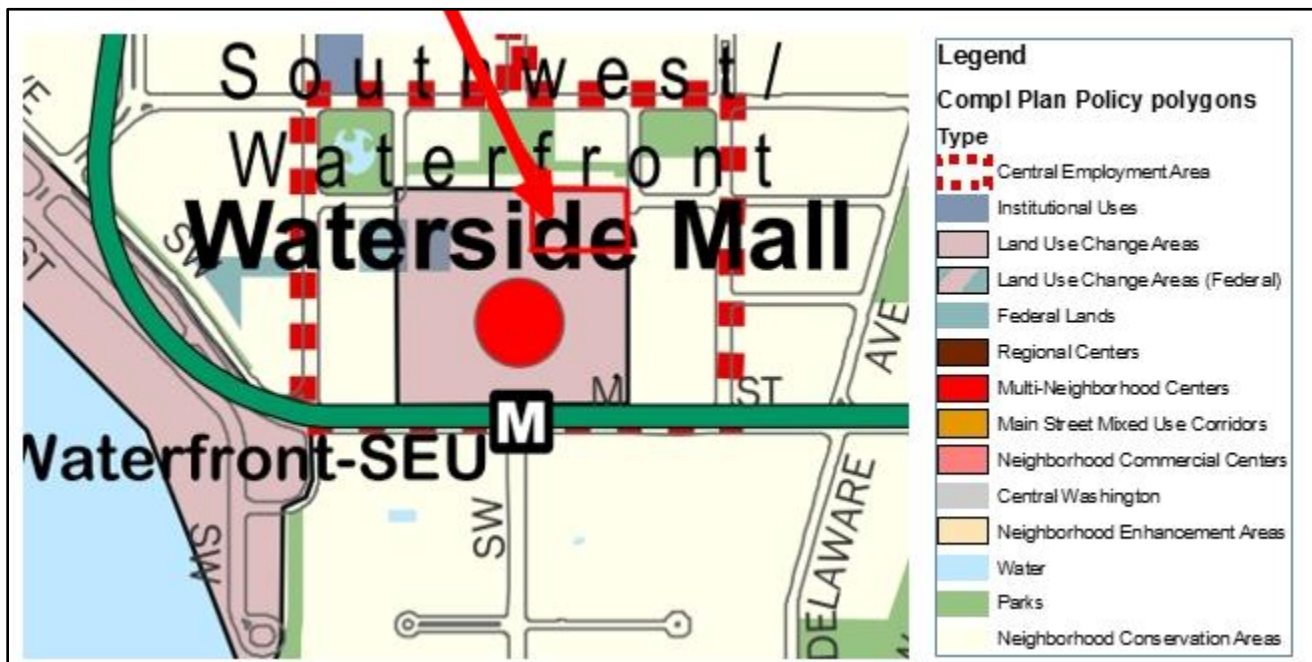 Southwest/
Waterfront
Waterside Mall
VE
SW
ST
AVE
M
ST
M
Waterfront-SEU
SW
SW
DELAWARE
Legend
Compl Plan Policy polygons
Type
Central Employment Area
Institutional Uses
Land Use Change Areas
Land Use Change Areas (Federal)
Federal Lands
Regional Centers
Multi-Neighborhood Centers
Main Street Mixed Use Corridors
Neighborhood Commercial Centers
Central Washington
Neighborhood Enhancement Areas
Water
Parks
Neighborhood Conservation Areas